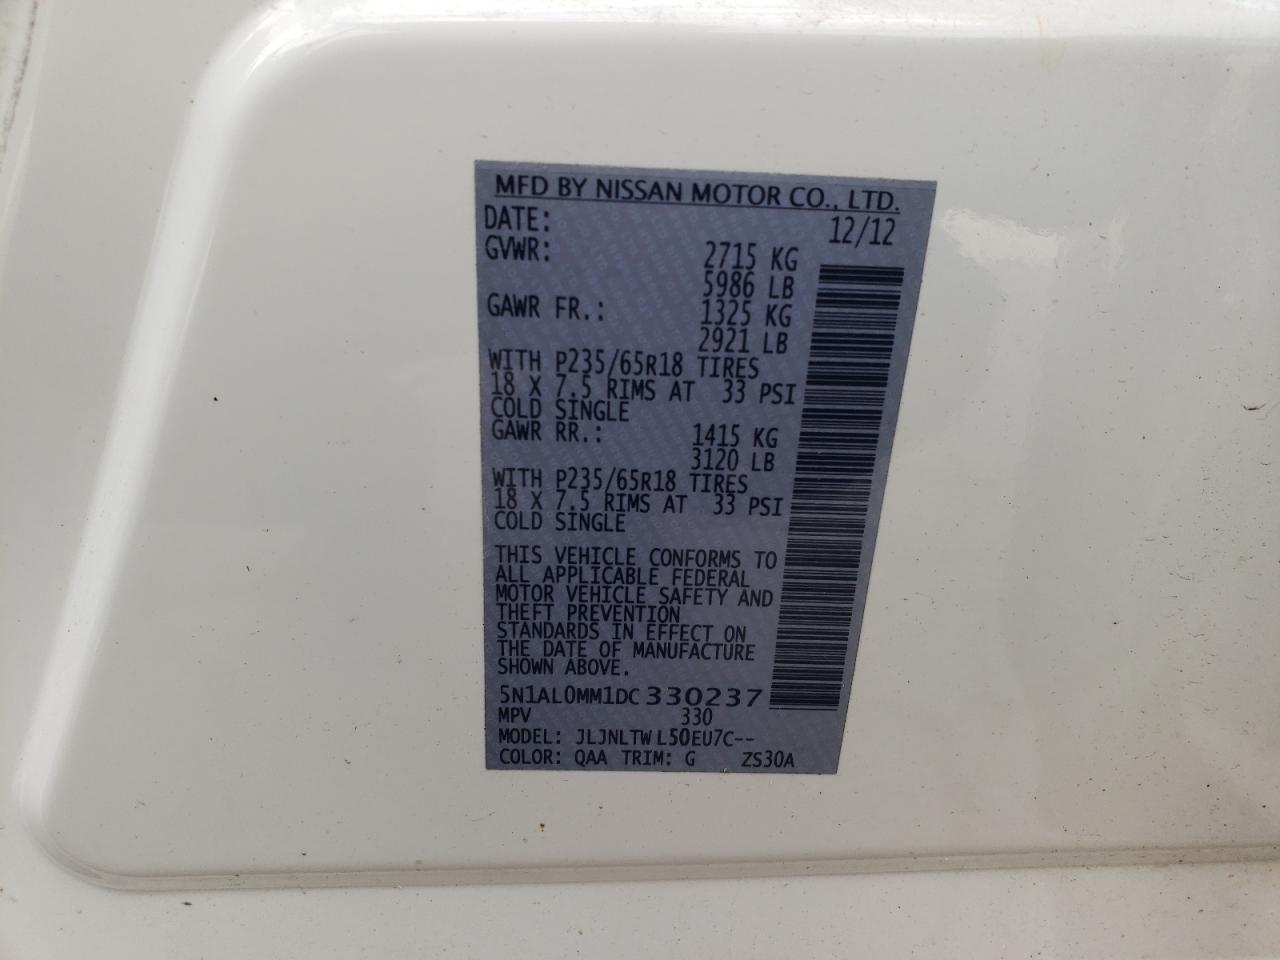 MFD BY NISSAN MOTOR CO., LTD.
DATE: 12/12
GVWR: 2715 KG
5986 LB
GAWR FR.: 1325 KG
2921 LB
WITH P235/65R18 TIRES
18 X 7.5 RIMS AT 33 PSI
COLD SINGLE
GAWR RR.: 1415 KG
3120 LB
WITH P235/65R18 TIRES
18 X 7.5 RIMS AT 33 PSI
COLD SINGLE
THIS VEHICLE CONFORMS TO
ALL APPLICABLE FEDERAL
MOTOR VEHICLE SAFETY AND
THEFT PREVENTION
STANDARDS IN EFFECT ON
THE DATE OF MANUFACTURE
SHOWN ABOVE.
5N1AL0MM1DC330237
MPV 330
MODEL: JLJNLTWL50EU7C--
COLOR: QAA TRIM: G ZS30A